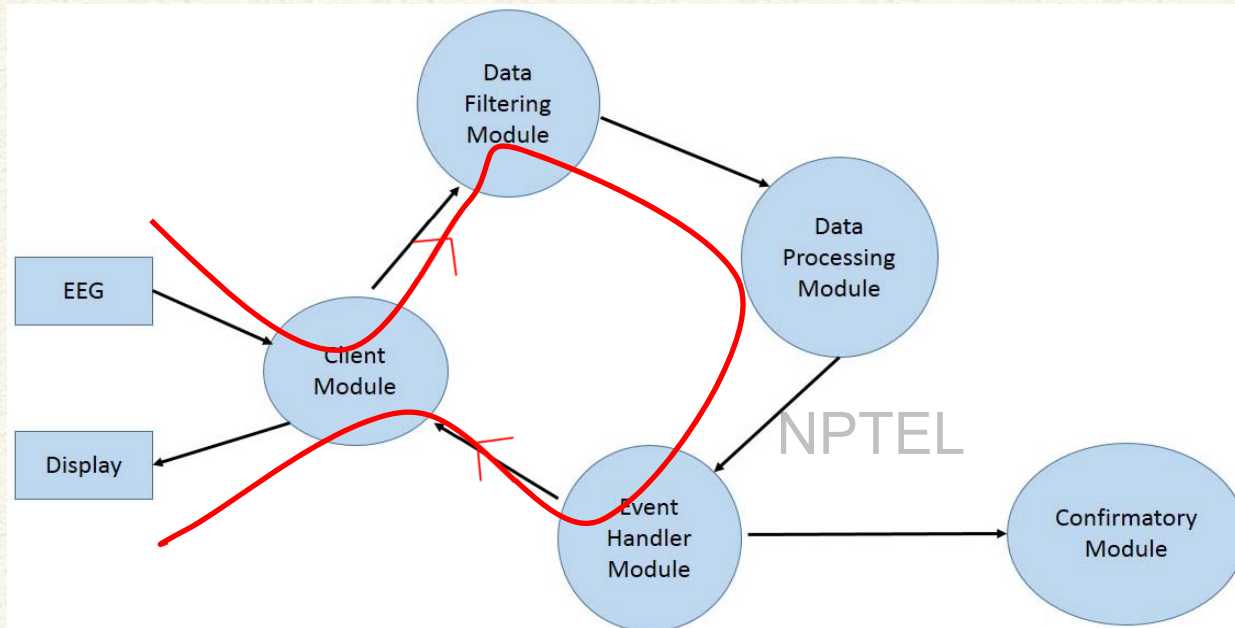 Data
Filtering
Module
Data
Processing
Module
EEG
Client
Module
Display
NPTEL
Event
Handler
Module
Confirmatory
Module